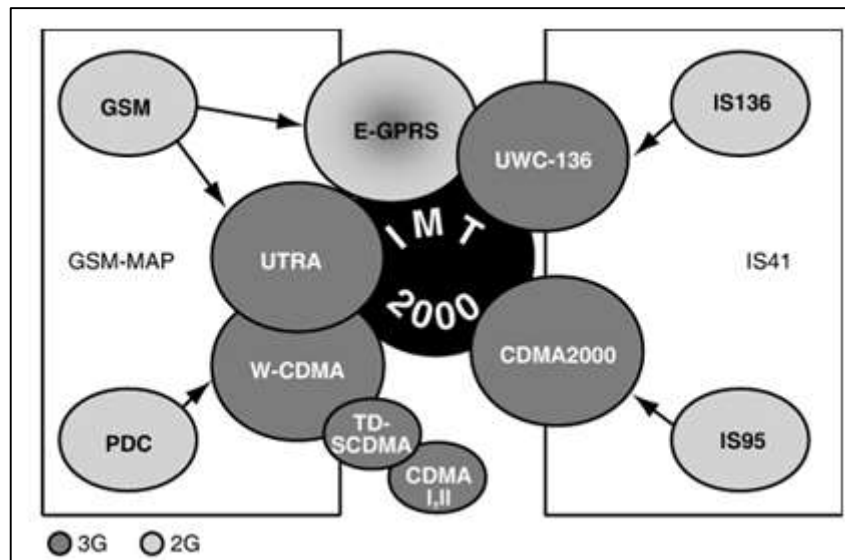 GSM
E-GPRS
IS136
UWC-136
IMT
2000
GSM-MAP
UTRA
IS41
W-CDMA
CDMA2000
PDC
TD-
SCDMA
CDMA
I,II
IS95
3G
2G